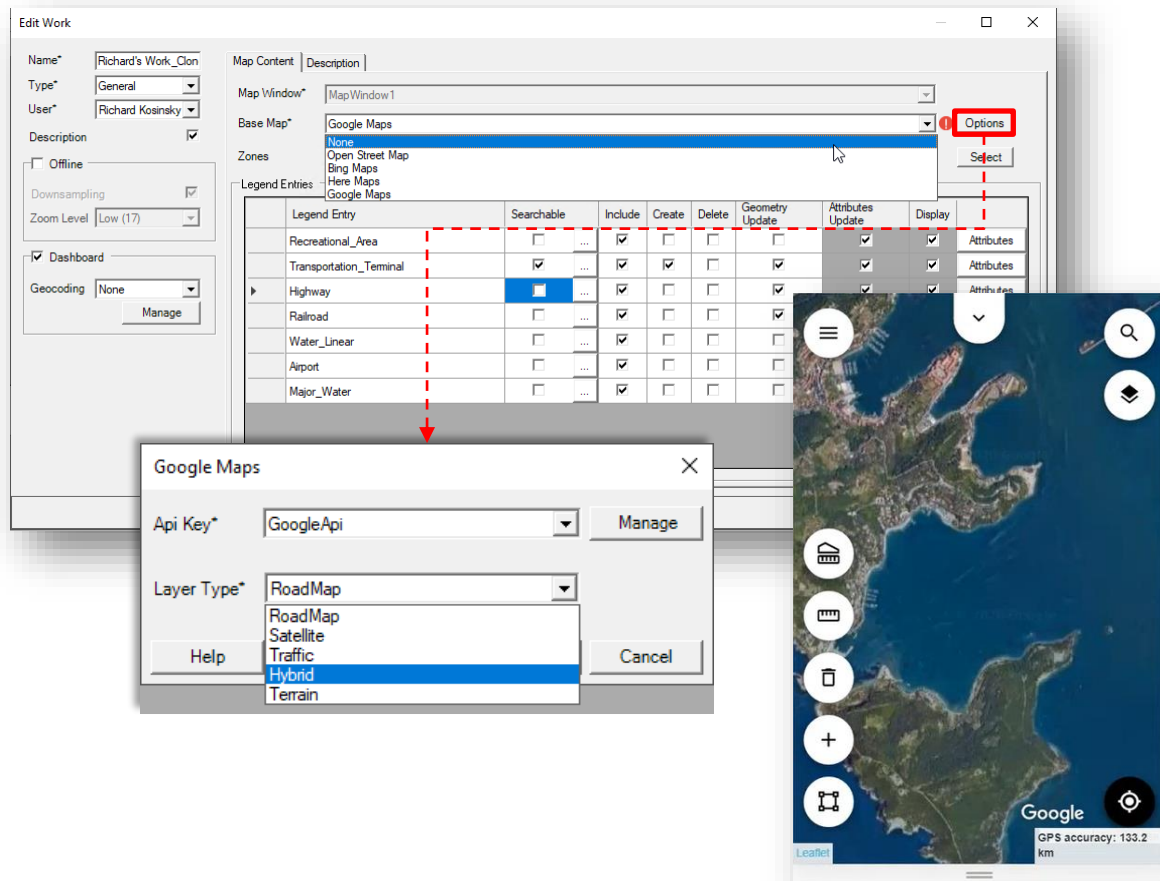 Edit Work
Name*
Richard's Work_Clon
Type*
General
User*
Richard Kosinsky
Description
Offline
Downsampling
Zoom Level
Low (17)
Dashboard
Geocoding
None
Manage
Map Content
Description
Map Window*
MapWindow1
Base Map*
Google Maps
Options
None
Open Street Map
Bing Maps
Here Maps
Google Maps
Zones
Select
Legend Entries
Legend Entry Searchable Include Create Delete Geometry Update Attributes Update Display
Recreational_Area ... Attributes
Transportation_Terminal ... Attributes
Highway ... Attributes
Railroad ...
Water_Linear ...
Airport ...
Major_Water ...
Google Maps
Api Key*
GoogleApi
Manage
Layer Type*
RoadMap
RoadMap
Satellite
Traffic
Hybrid
Terrain
Help
Cancel
Google
GPS accuracy: 133.2
km
Leaflet